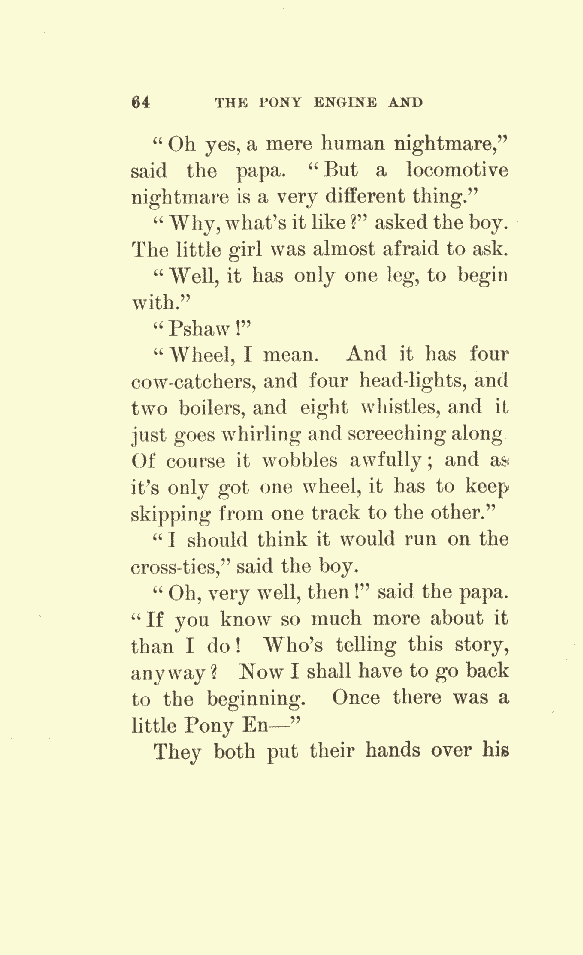 64 THE PONY ENGINE AND
“Oh yes, a mere human nightmare,”
said the papa. “But a locomotive
nightmare is a very different thing.”
“Why, what’s it like?” asked the boy.
The little girl was almost afraid to ask.
“Well, it has only one leg, to begin
with.”
“Pshaw!”
“Wheel, I mean. And it has four
cow-catchers, and four head-lights, and
two boilers, and eight whistles, and it
just goes whirling and screeching along
Of course it wobbles awfully; and as
it’s only got one wheel, it has to keep
skipping from one track to the other.”
“I should think it would run on the
cross-ties,” said the boy.
“Oh, very well, then!” said the papa.
“If you know so much more about it
than I do! Who’s telling this story,
anyway? Now I shall have to go back
to the beginning. Once there was a
little Pony En—”
They both put their hands over his